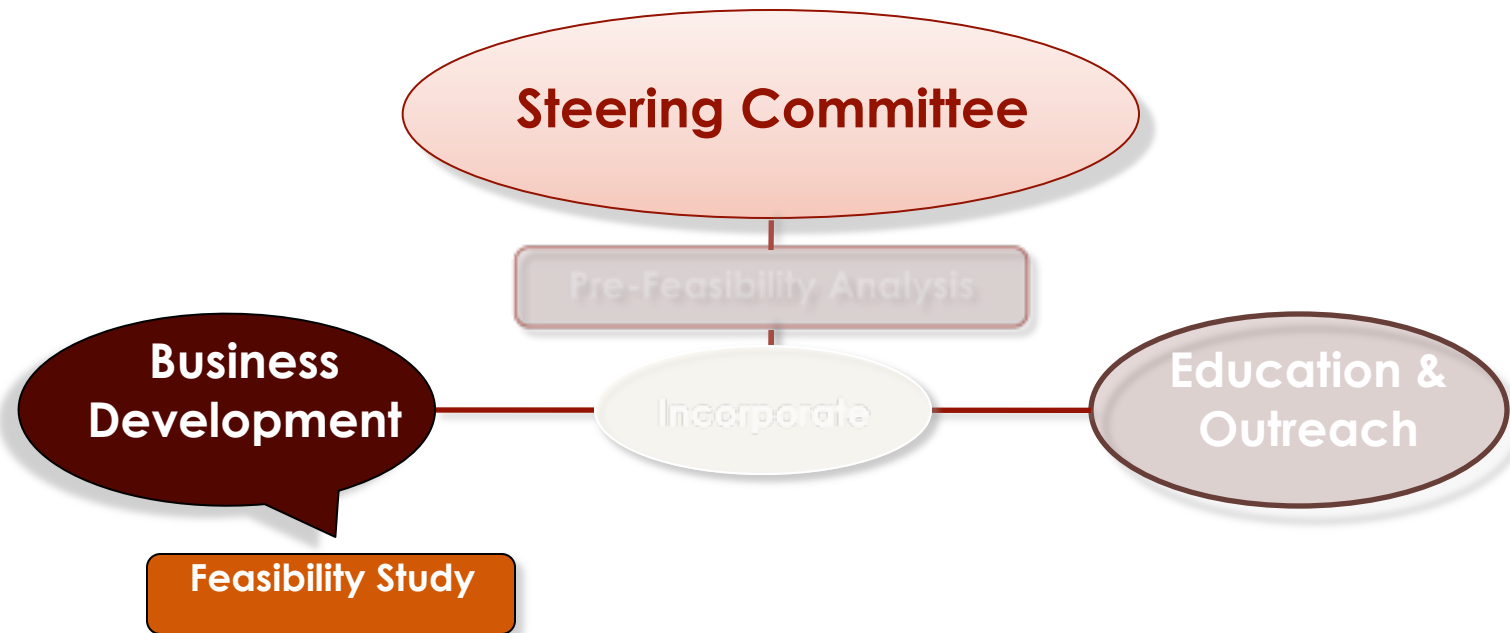 Steering Committee
Pre-Feasibility Analysis
Business
Development
Incorporate
Education &
Outreach
Feasibility Study